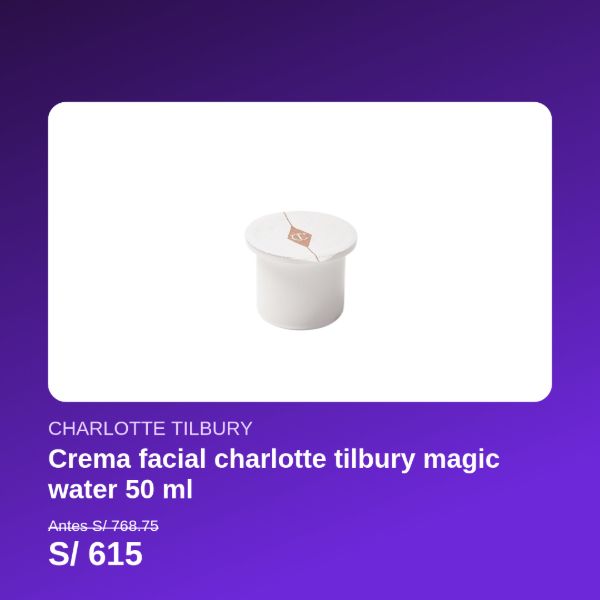 CHARLOTTE TILBURY
Crema facial charlotte tilbury magic
water 50 ml
Antes S/ 768.75
S/ 615